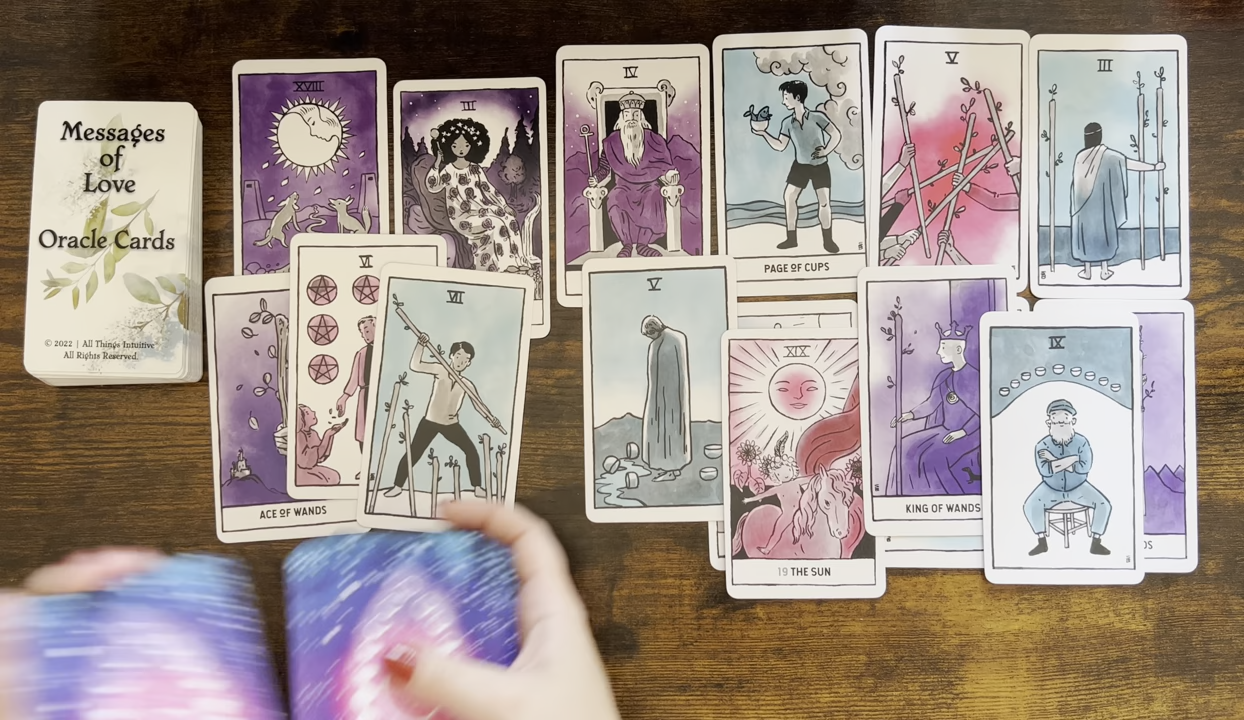 Messages
of
Love
Oracle Cards
© 2022 | All Things Intuitive
All Rights Reserved.
XVIII
III
IV
PAGE OF CUPS
V
III
ACE OF WANDS
VI
VII
V
XIX
19 THE SUN
KING OF WANDS
IX
DS